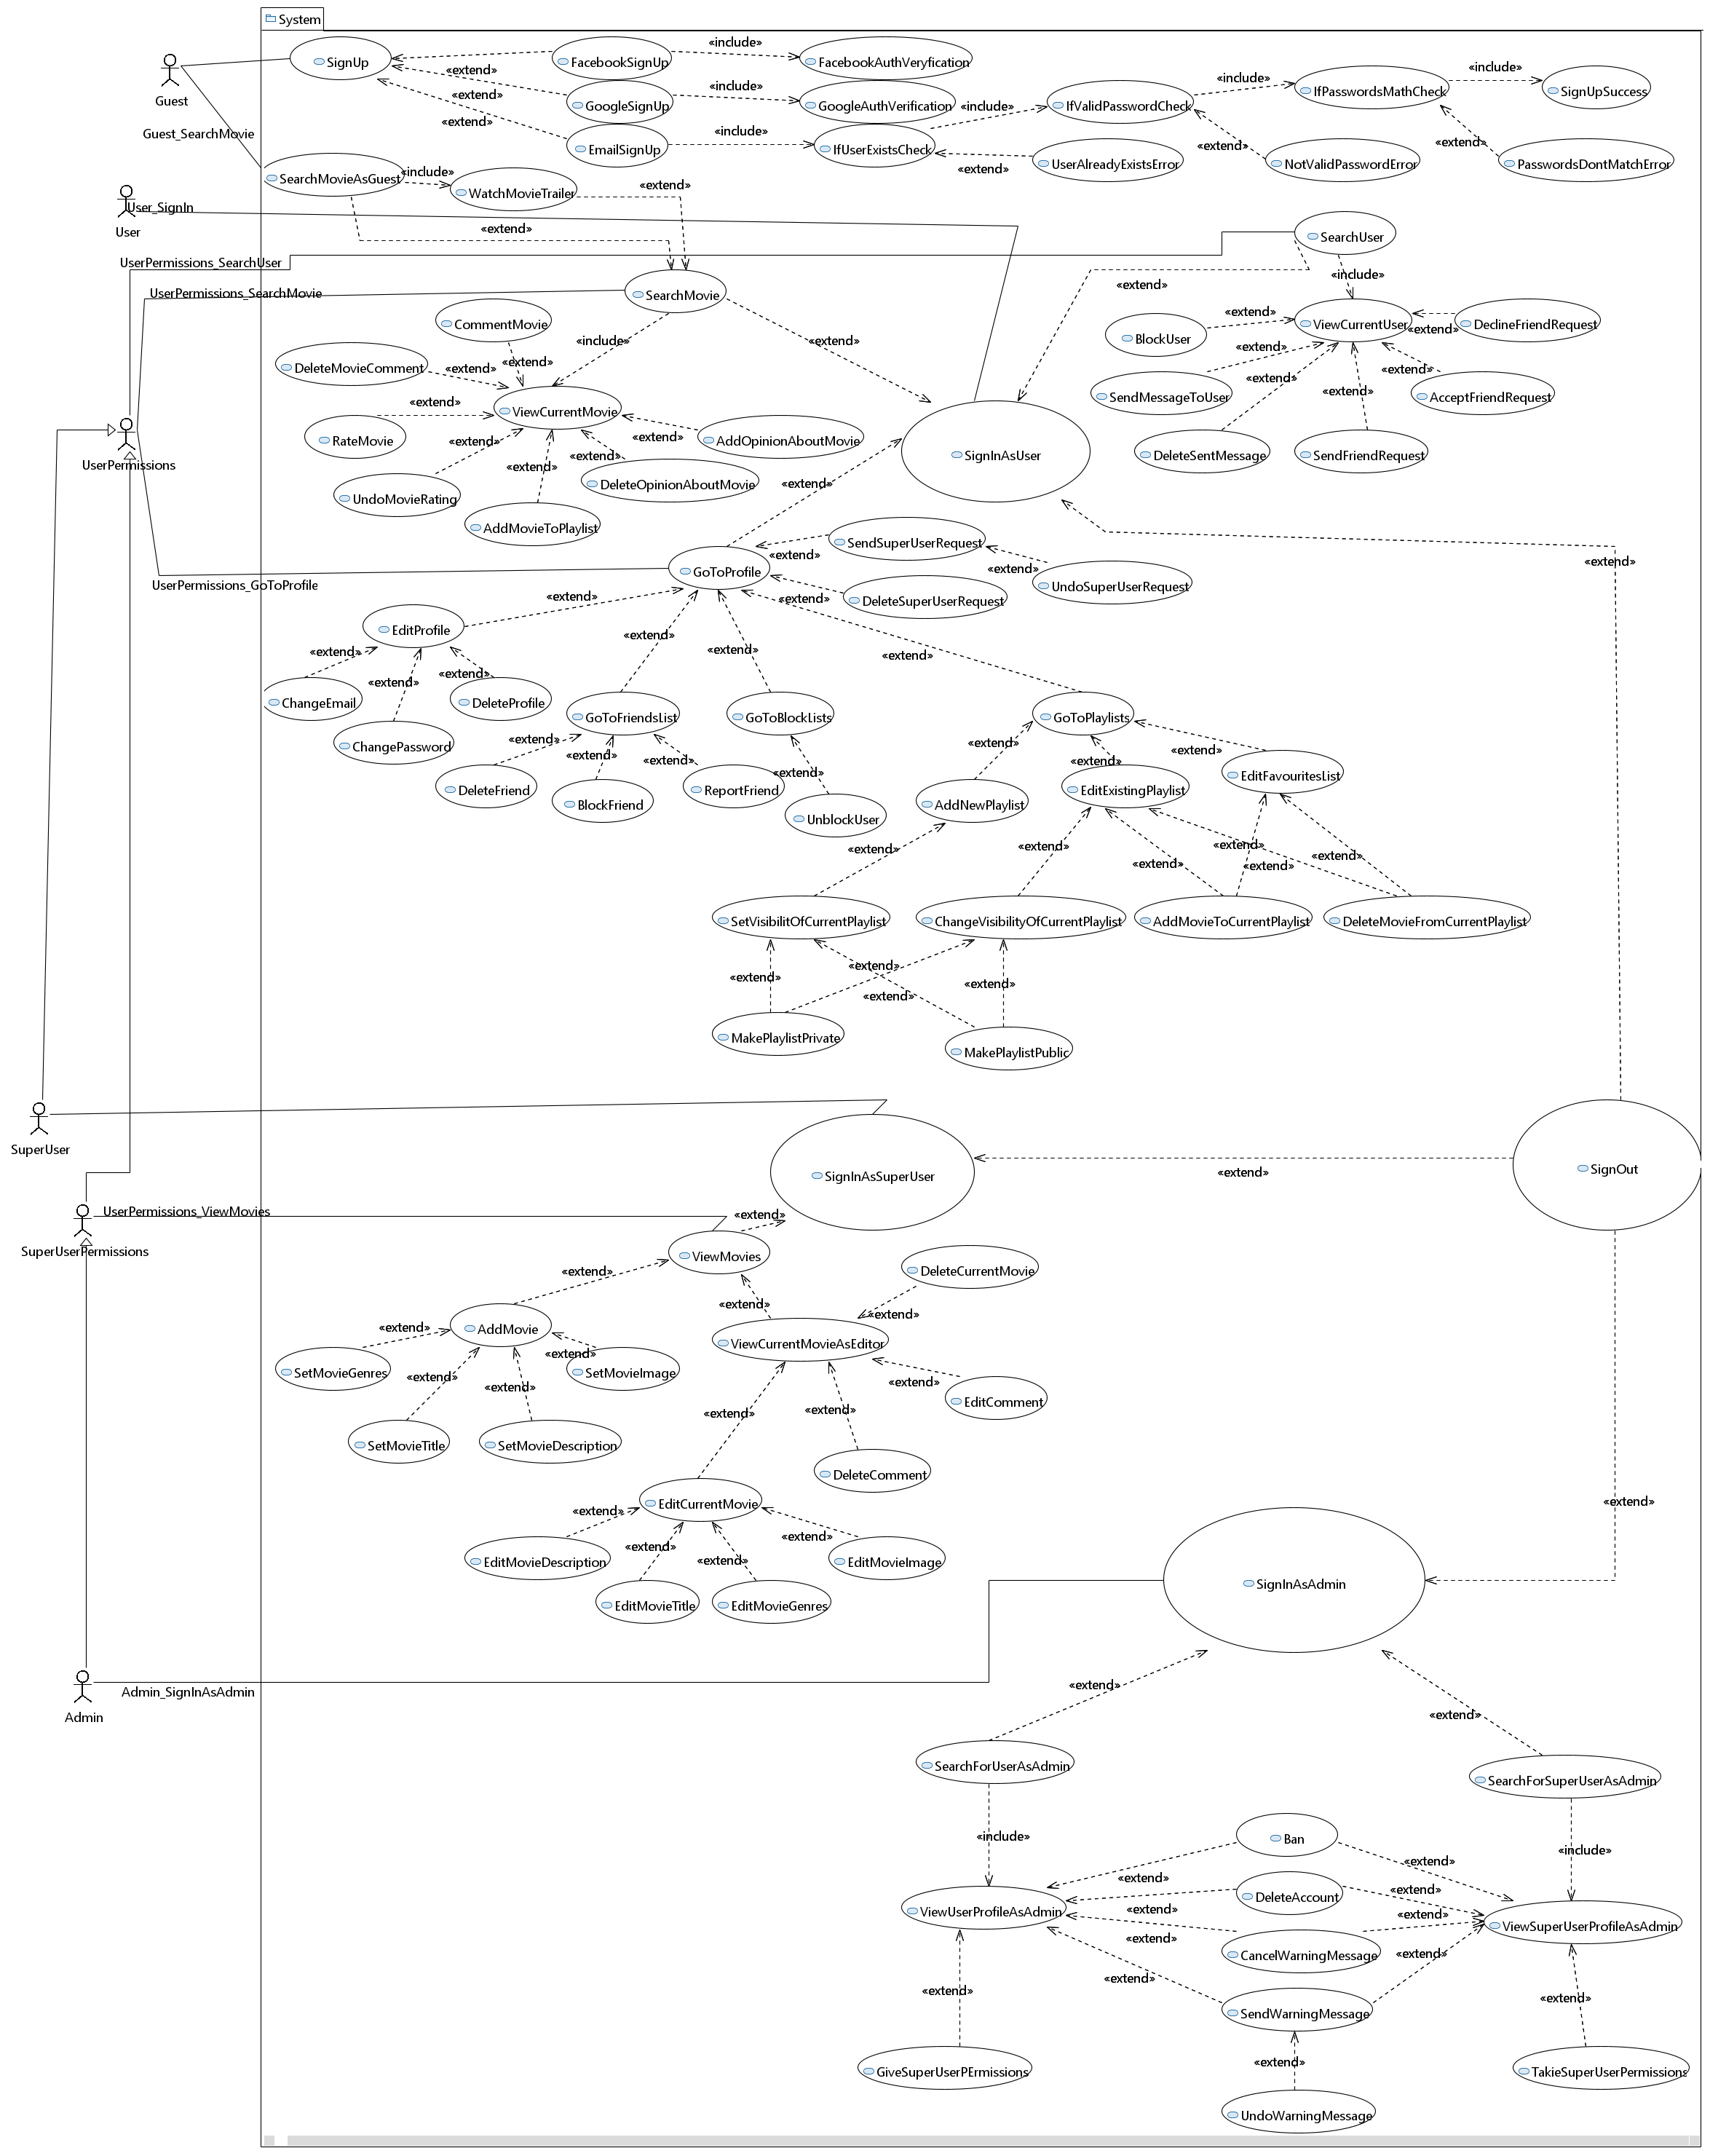 System
SignUp
FacebookSignUp
«include»
FacebookAuthVeryfication
«extend»
GoogleSignUp
GoogleAuthVerification
«include»
IfValidPasswordCheck
«include»
IfPasswordsMathCheck
«include»
SignUpSuccess
Guest
«extend»
«extend»
EmailSignUp
«include»
IfUserExistsCheck
«extend»
UserAlreadyExistsError
«extend»
NotValidPasswordError
«extend»
PasswordsDontMatchError
Guest_SearchMovie
SearchMovieAsGuest
«include»
WatchMovieTrailer
«extend»
User_SignIn
User
«extend»
SearchUser
UserPermissions_SearchUser
«include»
«extend»
UserPermissions_SearchMovie
SearchMovie
CommentMovie
«include»
«extend»
«extend»
BlockUser
ViewCurrentUser
«extend»
DeclineFriendRequest
DeleteMovieComment
«extend»
«extend»
«extend»
«extend»
SendMessageToUser
«extend»
«extend»
AcceptFriendRequest
«extend»
ViewCurrentMovie
RateMovie
«extend»
«extend»
AddOpinionAboutMovie
UserPermissions
«extend»
«extend»
DeleteOpinionAboutMovie
SignInAsUser
DeleteSentMessage
SendFriendRequest
UndoMovieRating
AddMovieToPlaylist
«extend»
SendSuperUserRequest
«extend»
«extend»
UndoSuperUserRequest
«extend»
UserPermissions_GoToProfile
GoToProfile
«extend»
DeleteSuperUserRequest
«extend»
EditProfile
«extend»
«extend»
«extend»
«extend»
«extend»
«extend»
ChangeEmail
DeleteProfile
ChangePassword
GoToFriendsList
GoToBlockLists
GoToPlaylists
«extend»
«extend»
«extend»
«extend»
«extend»
«extend»
«extend»
DeleteFriend
BlockFriend
ReportFriend
UnblockUser
AddNewPlaylist
EditExistingPlaylist
EditFavouritesList
«extend»
«extend»
«extend»
«extend»
«extend»
«extend»
SetVisibilitOfCurrentPlaylist
ChangeVisibilityOfCurrentPlaylist
AddMovieToCurrentPlaylist
DeleteMovieFromCurrentPlaylist
«extend»
«extend»
«extend»
«extend»
MakePlaylistPrivate
MakePlaylistPublic
SuperUser
SignInAsSuperUser
«extend»
SignOut
UserPermissions_ViewMovies
«extend»
SuperUserPermissions
ViewMovies
«extend»
DeleteCurrentMovie
«extend»
«extend»
AddMovie
«extend»
«extend»
SetMovieGenres
SetMovieImage
ViewCurrentMovieAsEditor
«extend»
«extend»
«extend»
EditComment
SetMovieTitle
SetMovieDescription
«extend»
«extend»
DeleteComment
EditCurrentMovie
«extend»
«extend»
«extend»
«extend»
EditMovieDescription
EditMovieImage
EditMovieTitle
EditMovieGenres
«extend»
SignInAsAdmin
Admin_SignInAsAdmin
Admin
«extend»
«extend»
SearchForUserAsAdmin
SearchForSuperUserAsAdmin
«include»
Ban
«extend»
«include»
«extend»
DeleteAccount
«extend»
ViewUserProfileAsAdmin
«extend»
«extend»
ViewSuperUserProfileAsAdmin
«extend»
CancelWarningMessage
«extend»
«extend»
«extend»
SendWarningMessage
«extend»
«extend»
GiveSuperUserPErmissions
TakieSuperUserPermissions
UndoWarningMessage